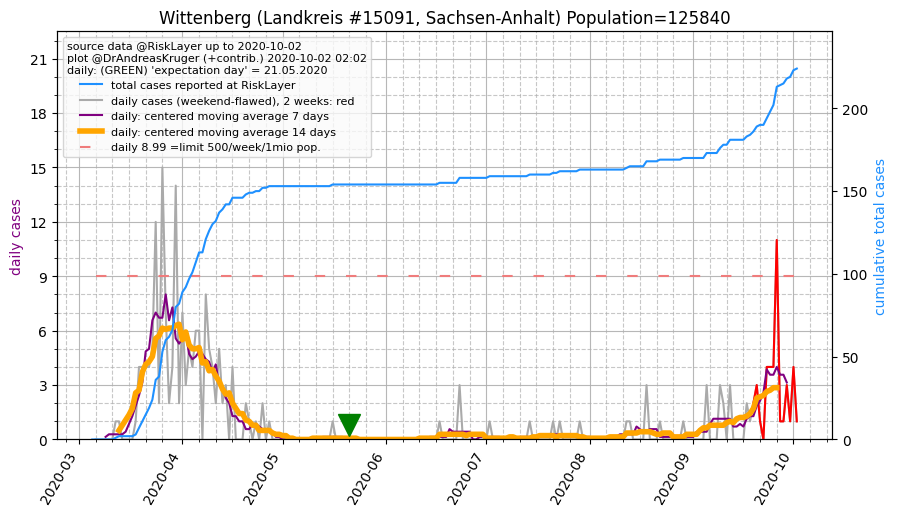 Wittenberg (Landkreis #15091, Sachsen-Anhalt) Population=125840
source data @RiskLayer up to 2020-10-02
plot @DrAndreasKruger (+contrib.) 2020-10-02 02:02
daily: (GREEN) 'expectation day' = 21.05.2020
total cases reported at RiskLayer
daily cases (weekend-flawed), 2 weeks: red
daily: centered moving average 7 days
daily: centered moving average 14 days
daily 8.99 =limit 500/week/1mio pop.
daily cases
21
18
15
12
9
6
3
0
cumulative total cases
200
150
100
50
0
2020-03
2020-04
2020-05
2020-06
2020-07
2020-08
2020-09
2020-10